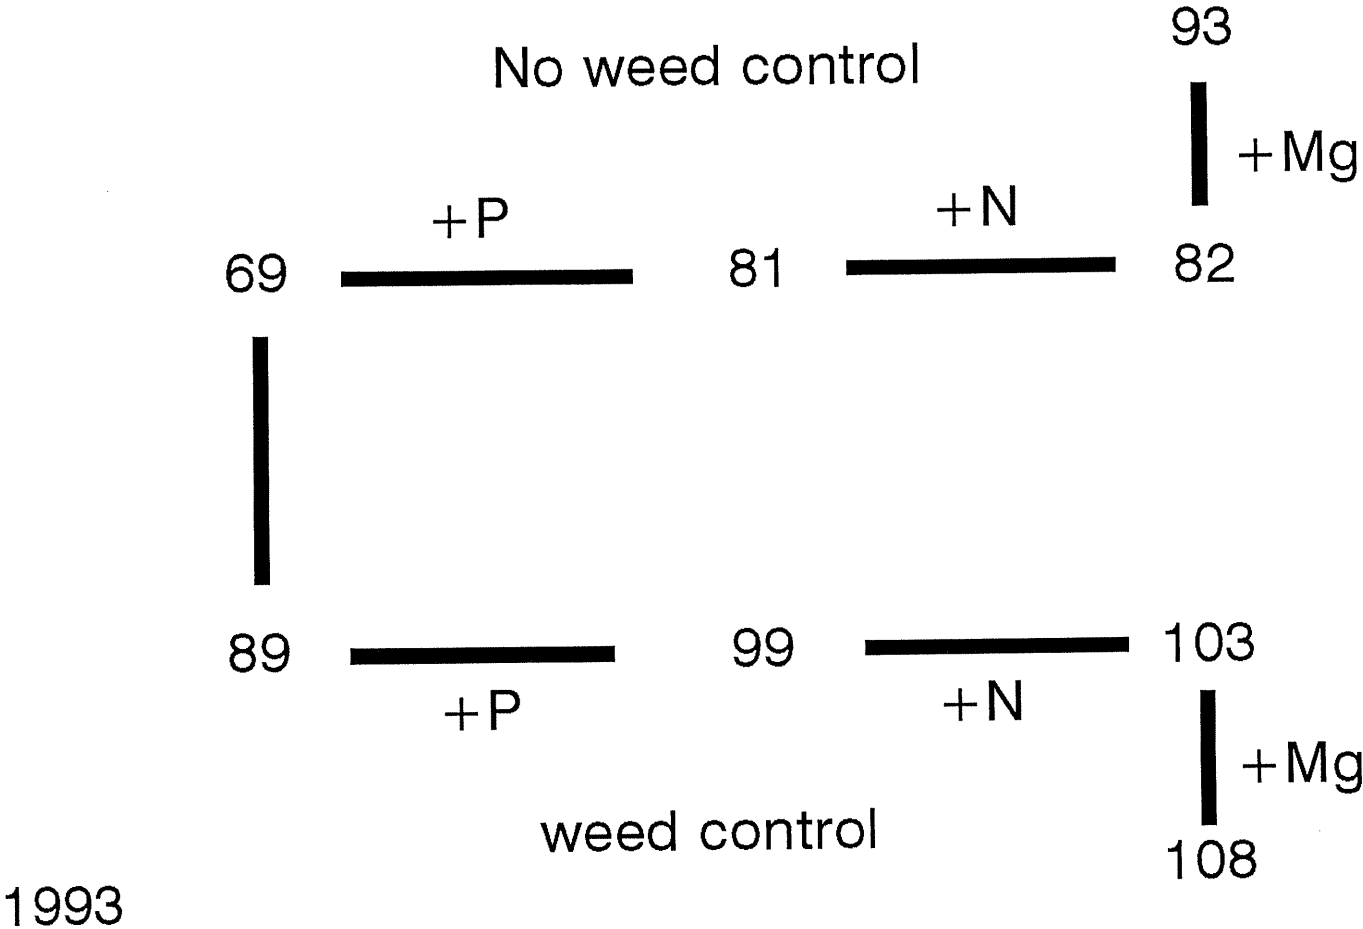 93
No weed control
+Mg
+P
+N
69
81
82
89
99
103
+P
+N
+Mg
weed control
108
1993